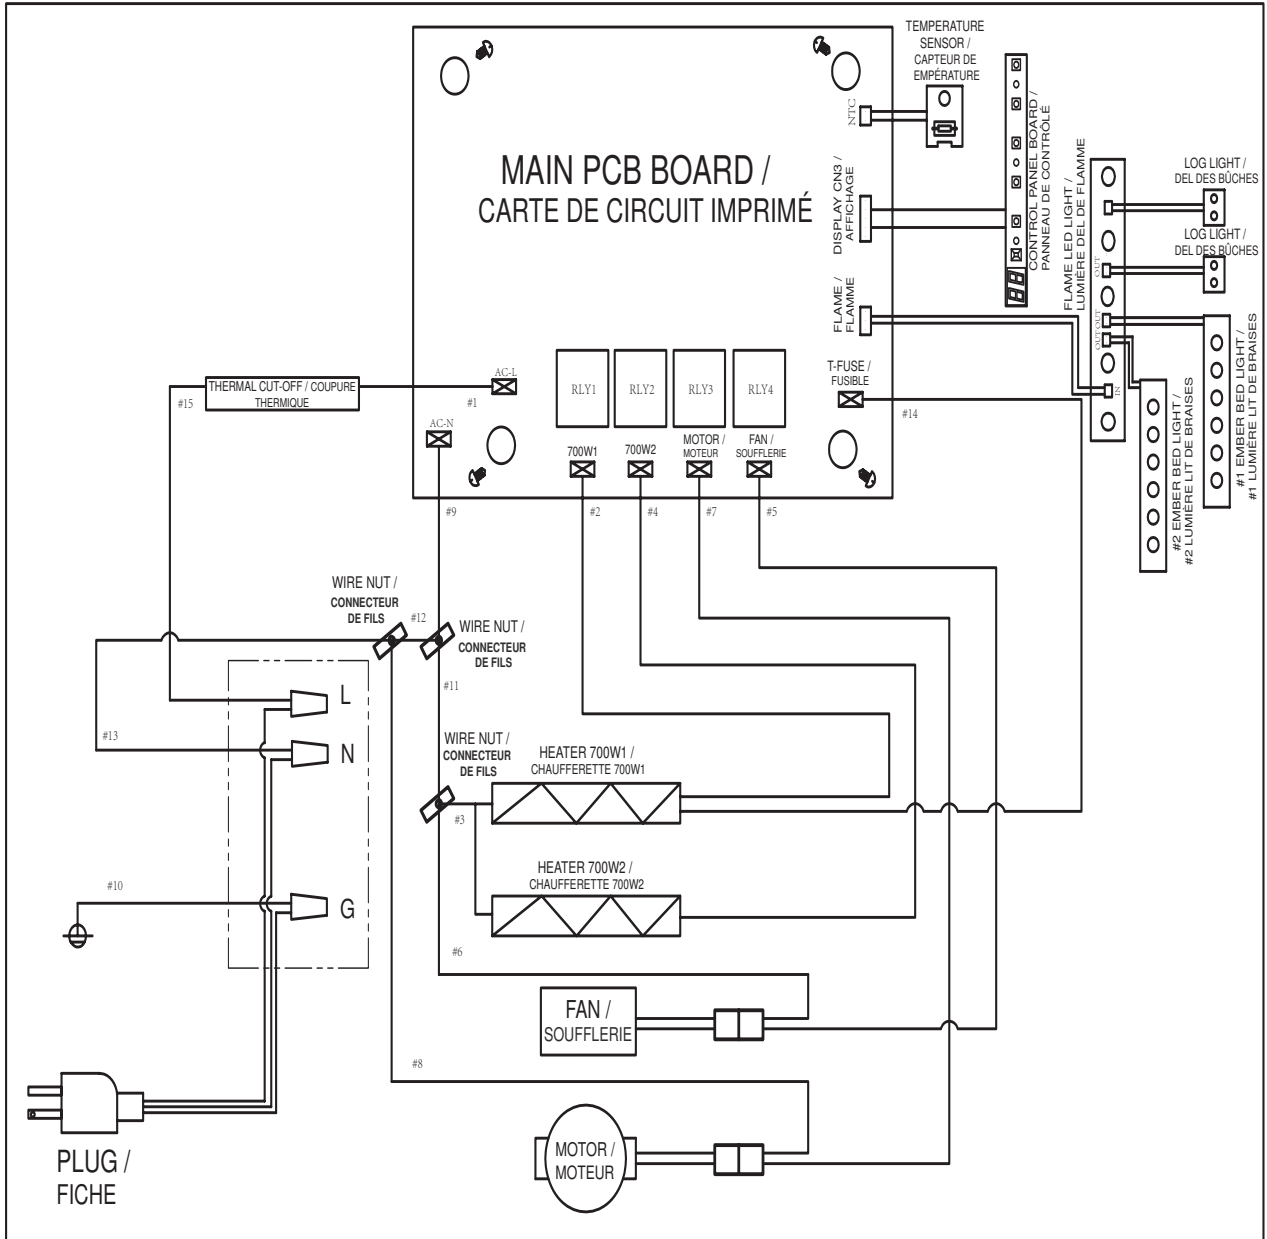 TEMPERATURE
SENSOR /
CAPTEUR DE
EMPÉRATURE
NTC
MAIN PCB BOARD /
CARTE DE CIRCUIT IMPRIMÉ
DISPLAY CN3 /
AFFICHAGE
CONTROL PANEL BOARD /
PANNEAU DE CONTRÔLÉ
FLAME LED LIGHT /
LUMIÈRE DEL DE FLAMME
LOG LIGHT /
DEL DES BÛCHES
LOG LIGHT /
DEL DES BÛCHES
OUT
OUT
OUT
IN
88
FLAME /
FLAMME
#1 EMBER BED LIGHT /
#1 LUMIÈRE LIT DE BRAISES
#2 EMBER BED LIGHT /
#2 LUMIÈRE LIT DE BRAISES
THERMAL CUT-OFF / COUPURE
THERMIQUE
#15
#1
AC-L
AC-N
RLY1
RLY2
RLY3
RLY4
T-FUSE /
FUSIBLE
#14
700W1
700W2
MOTOR /
MOTEUR
FAN /
SOUFFLERIE
#9
#2
#4
#7
#5
WIRE NUT /
CONNECTEUR
DE FILS
#12
WIRE NUT /
CONNECTEUR
DE FILS
#11
L
#13
N
WIRE NUT /
CONNECTEUR
DE FILS
HEATER 700W1 /
CHAUFFERETTE 700W1
#3
HEATER 700W2 /
CHAUFFERETTE 700W2
#10
G
#6
FAN /
SOUFFLERIE
#8
MOTOR /
MOTEUR
PLUG /
FICHE